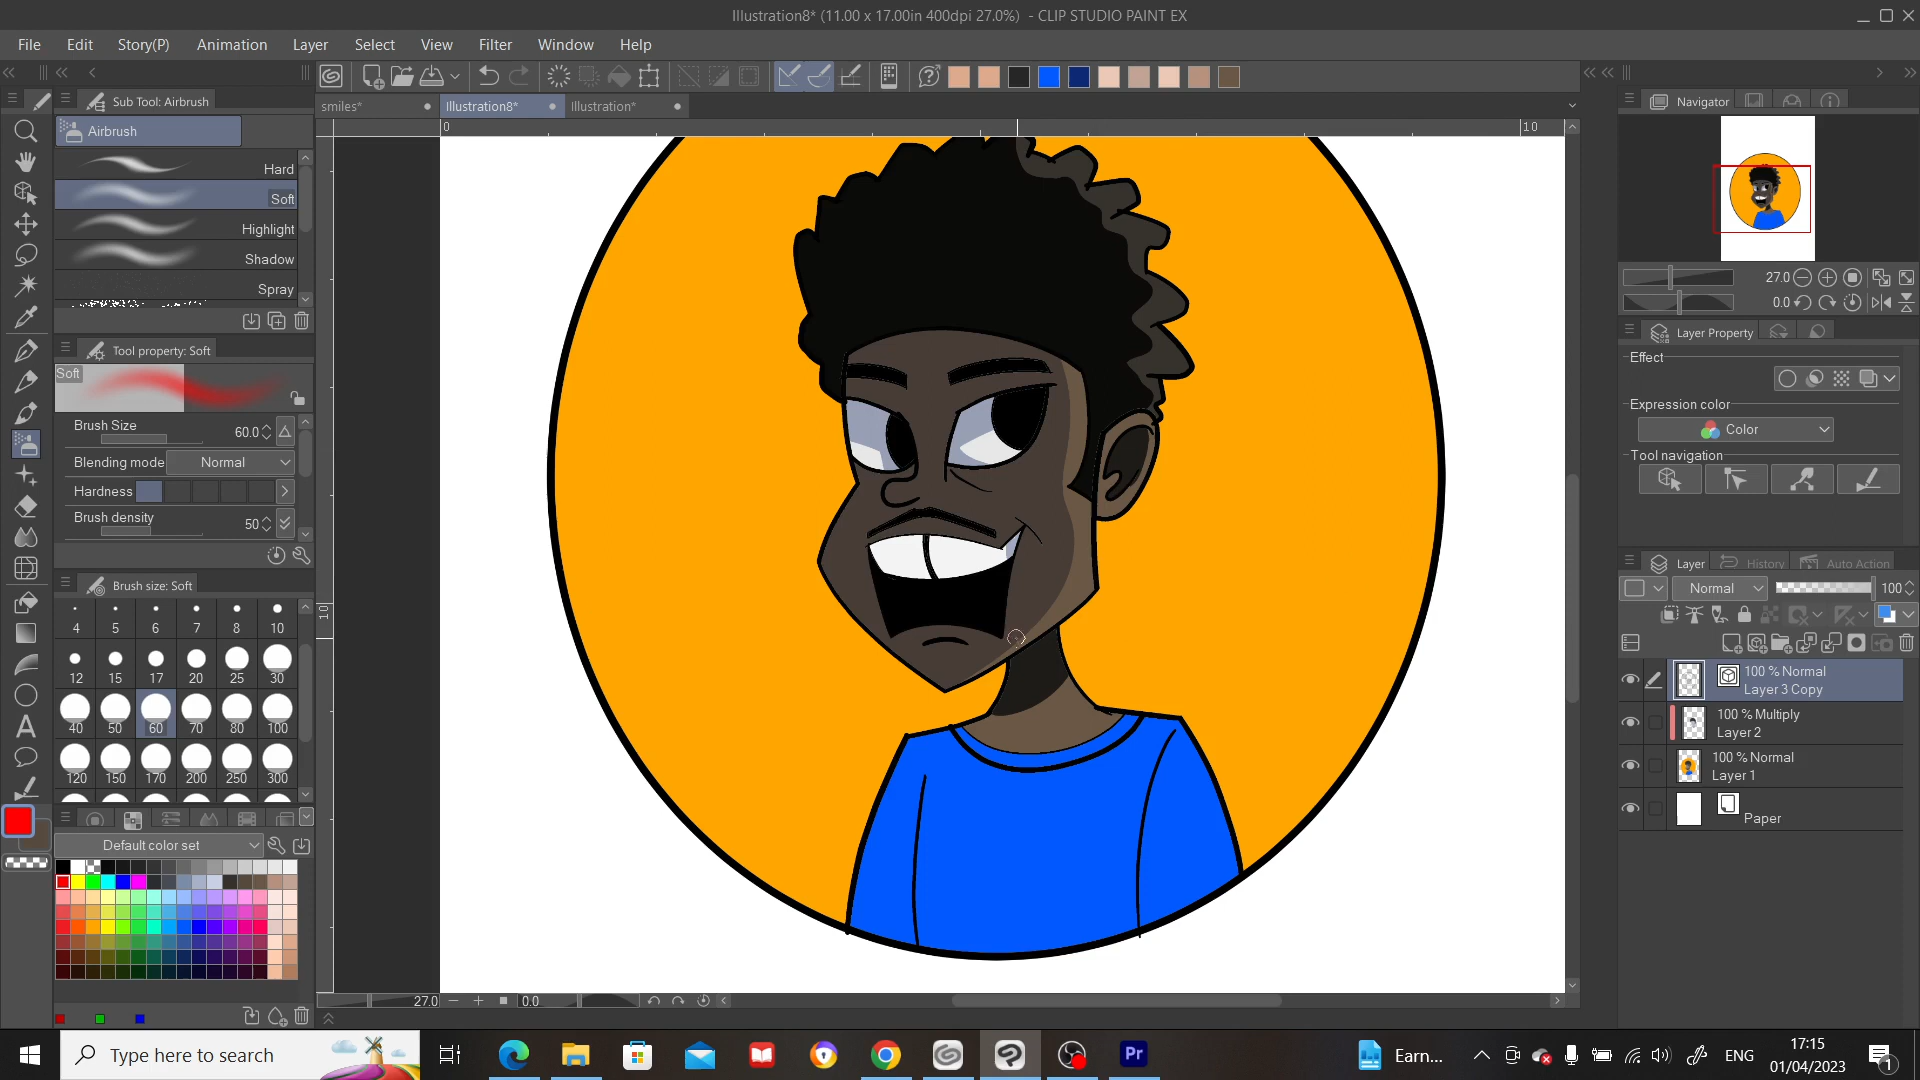 Illustration8* (11.00 x 17.00in 400dpi 27.0%) - CLIP STUDIO PAINT EX
File Edit Story(P) Animation Layer Select View Filter Window Help
Sub Tool: Airbrush
smiles* Illustration8* Illustration*
Navigator
Airbrush
0 10
Hard
Soft
Highlight
Shadow
Spray
27.0
0.0
Tool property: Soft
Layer Property
Soft
Effect
Expression color
Color
Brush Size 60.0
Tool navigation
Blending mode Normal
Hardness
Brush density 50
Layer History Auto Action
Brush size: Soft
Normal 100
4 5 6 7 8 10
10
12 15 17 20 25 30
100 % Normal
Layer 3 Copy
100 % Multiply
Layer 2
40 50 60 70 80 100
100 % Normal
Layer 1
120 150 170 200 250 300
Paper
Default color set
27.0 0.0
Type here to search
Pr
Earn...
ENG
17:15
01/04/2023
1